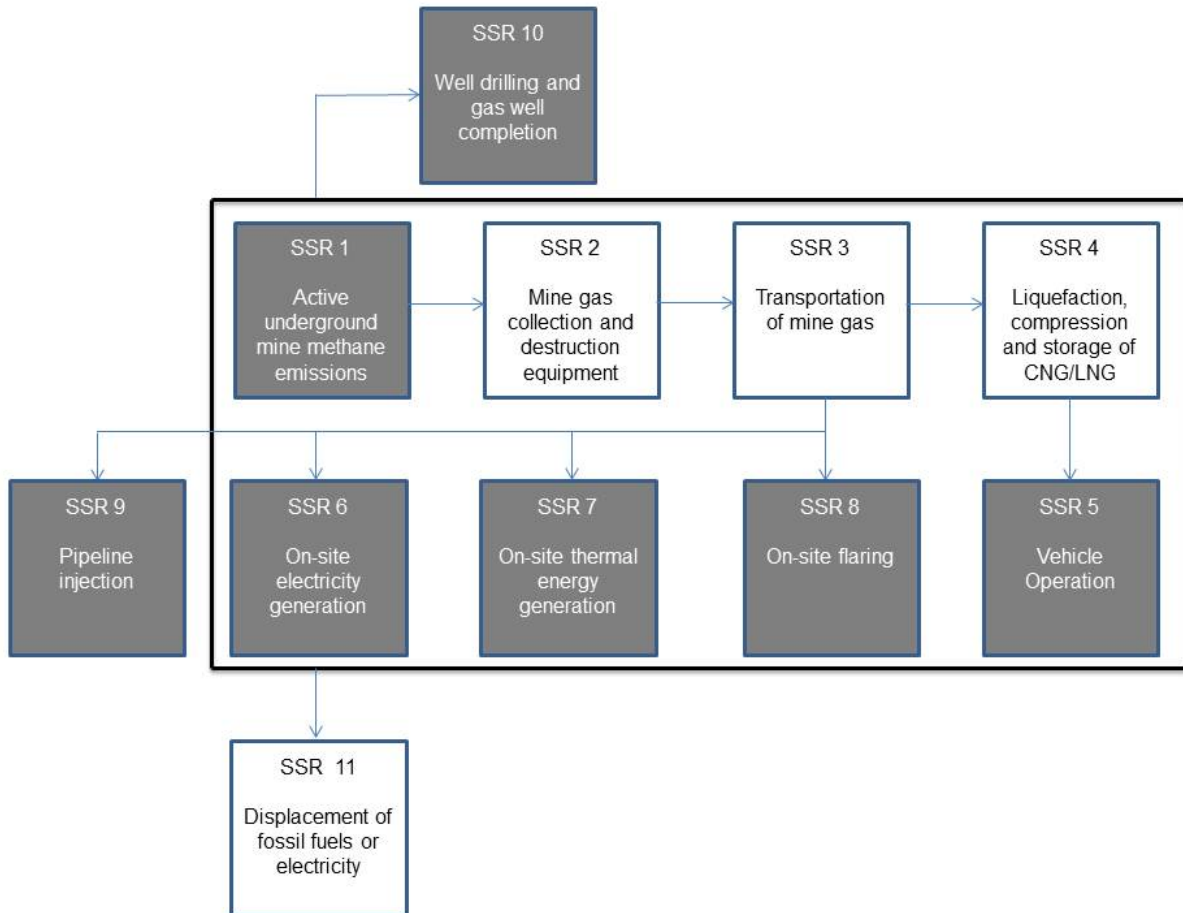 SSR 10
Well drilling and
gas well
completion
SSR 1
Active
underground
mine methane
emissions
SSR 2
Mine gas
collection and
destruction
equipment
SSR 3
Transportation
of mine gas
SSR 4
Liquefaction,
compression
and storage of
CNG/LNG
SSR 9
Pipeline
injection
SSR 6
On-site
electricity
generation
SSR 7
On-site thermal
energy
generation
SSR 8
On-site flaring
SSR 5
Vehicle
Operation
SSR 11
Displacement of
fossil fuels or
electricity